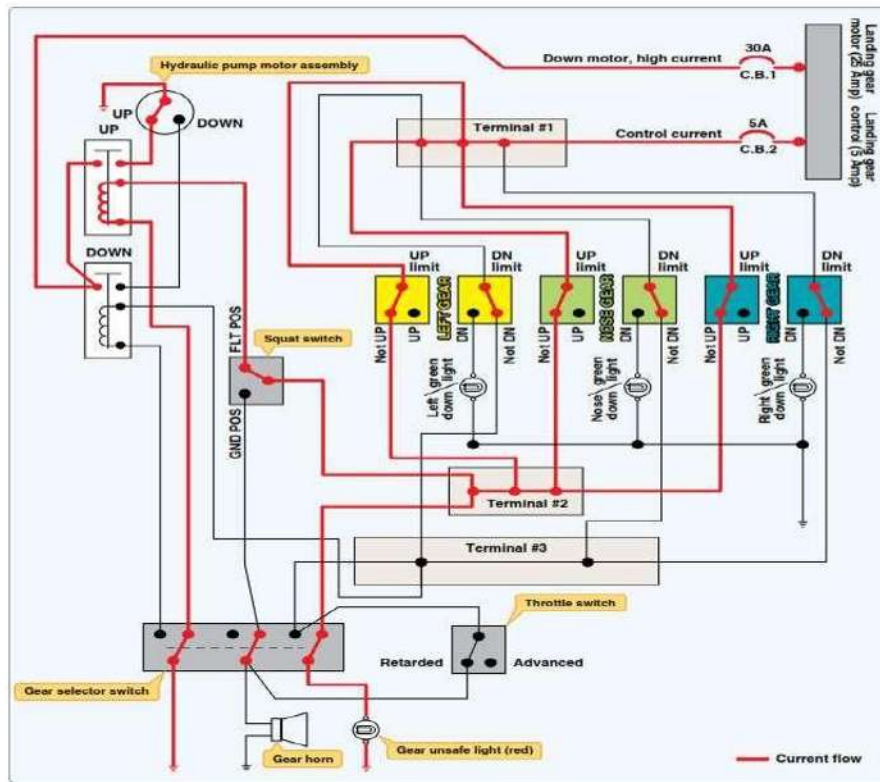 Hydraulic pump motor assembly
Down motor, high current
30A
C.B.1
Landing gear
motor (25 Amp)
Landing gear
control (5 Amp)
UP
DOWN
UP
Terminal #1
Control current
5A
C.B.2
DOWN
UP
limit
DN
limit
UP
limit
DN
limit
UP
limit
DN
limit
LEFT GEAR
NOSE GEAR
RIGHT GEAR
Not UP
UP
DN
Not DN
Not UP
UP
DN
Not DN
Not UP
UP
DN
Not DN
FLT POS
Squat switch
GND POS
Left green
down light
Nose green
down light
Right green
down light
Terminal #2
Terminal #3
Throttle switch
Retarded
Advanced
Gear selector switch
Gear horn
Gear unsafe light (red)
Current flow